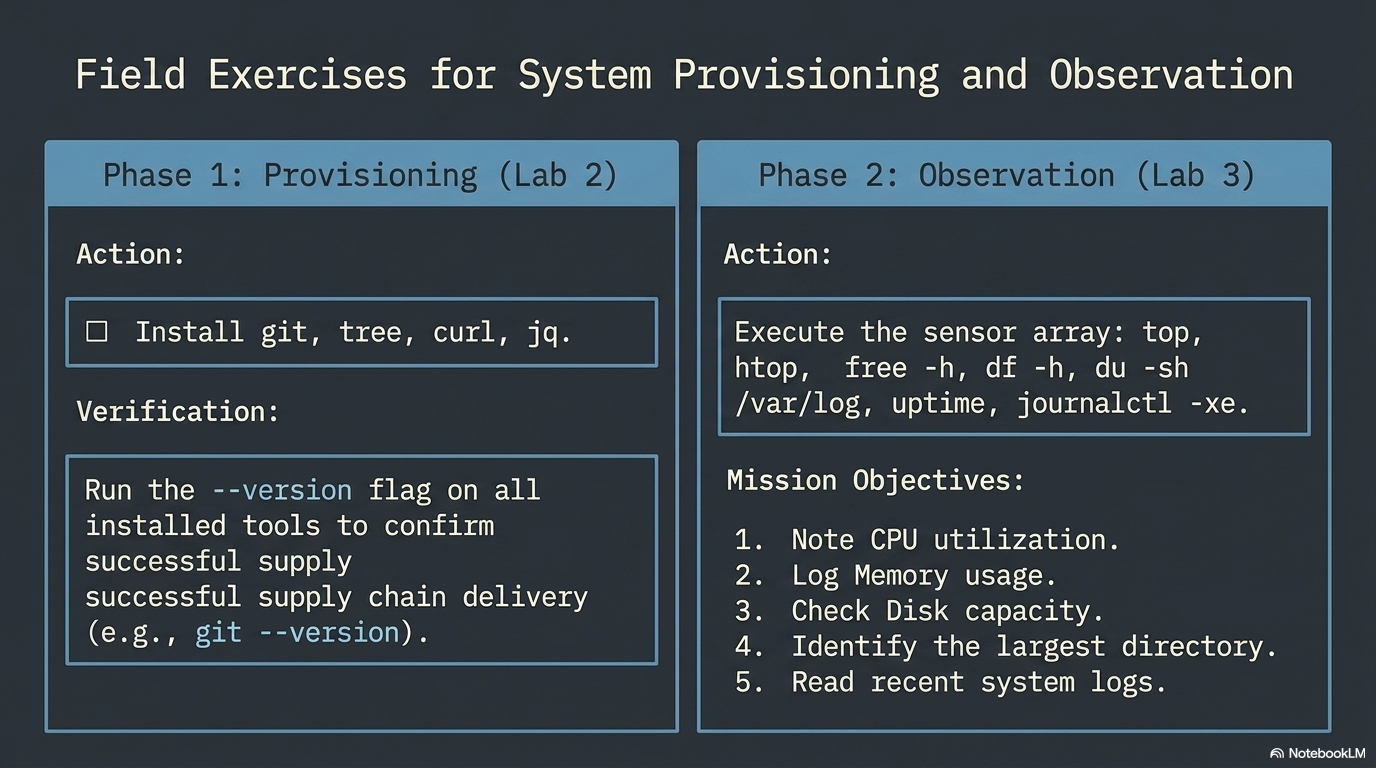 Field Exercises for System Provisioning and Observation
Phase 1: Provisioning (Lab 2)
Action:
☐ Install git, tree, curl, jq.
Verification:
Run the --version flag on all
installed tools to confirm
successful supply
successful supply chain delivery
(e.g., git --version).
Phase 2: Observation (Lab 3)
Action:
Execute the sensor array: top,
htop, free -h, df -h, du -sh
/var/log, uptime, journalctl -xe.
Mission Objectives:
1. Note CPU utilization.
2. Log Memory usage.
3. Check Disk capacity.
4. Identify the largest directory.
5. Read recent system logs.
NotebookLM